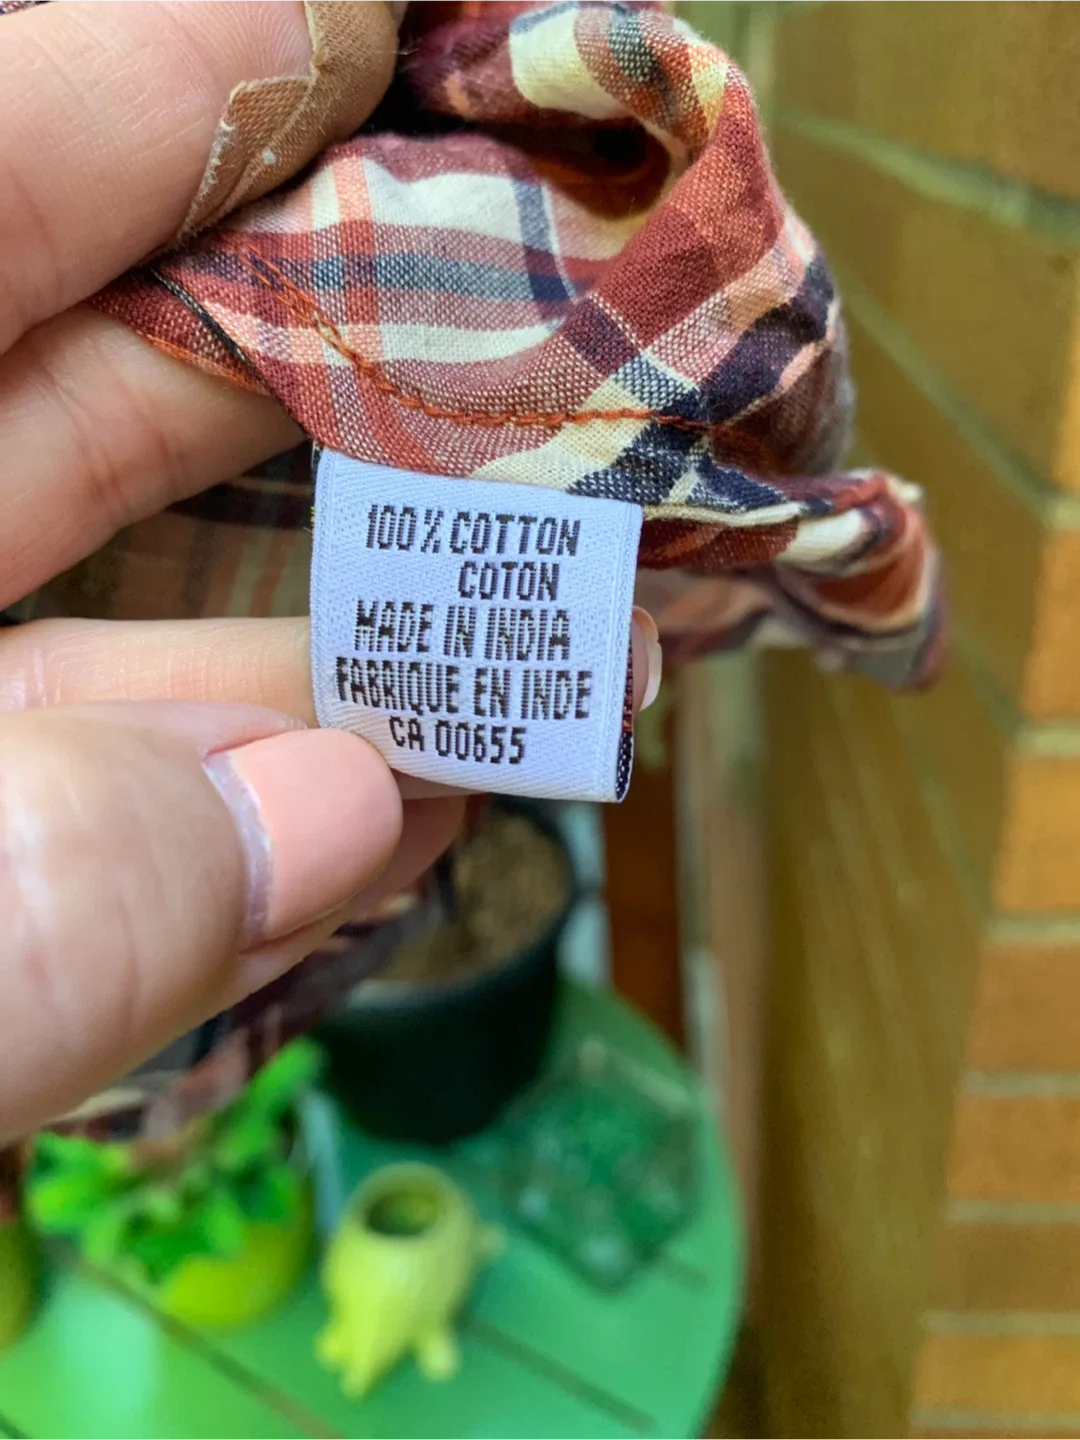 100% COTTON
COTON
MADE IN INDIA
FABRIQUE EN INDE
CA 00655